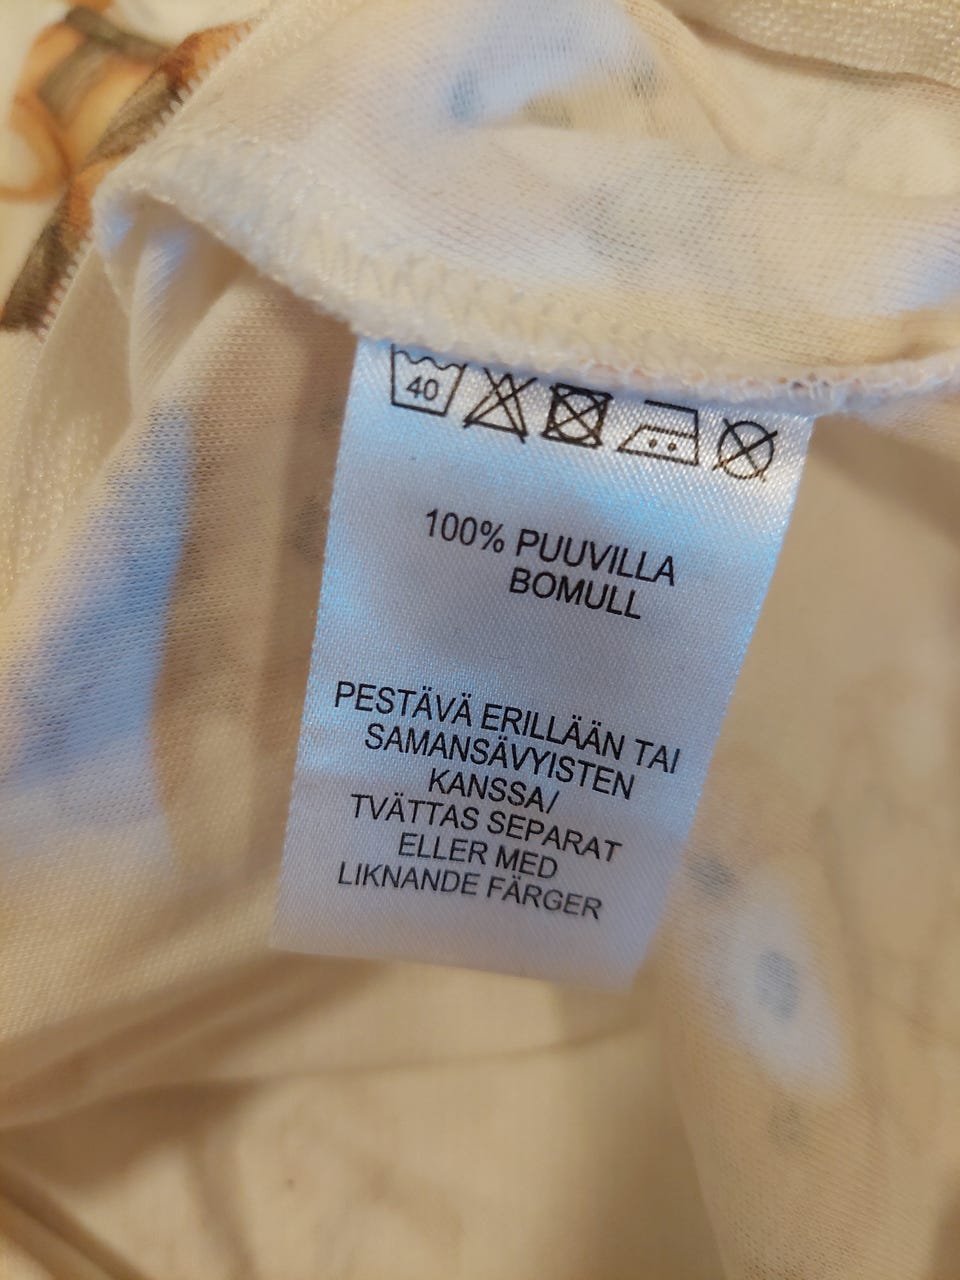 40
100% PUUVILLA
BOMULL
PESTÄVÄ ERILLÄÄN TAI
SAMANSÄVYISTEN
KANSSA/
TVÄTTAS SEPARAT
ELLER MED
LIKNANDE FÄRGER